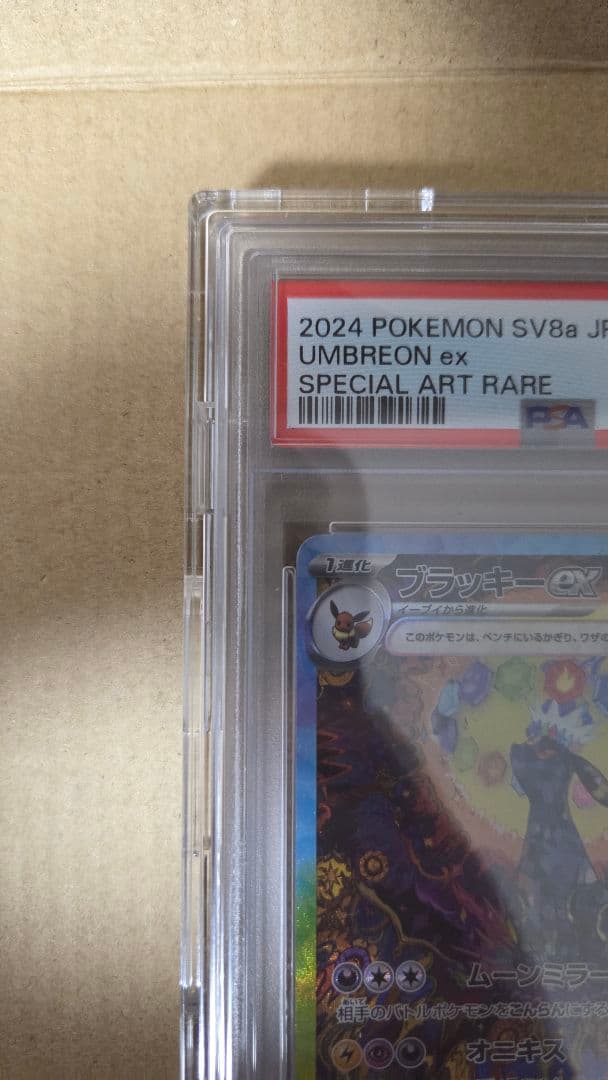 2024 POKEMON SV8a JP
UMBREON ex
SPECIAL ART RARE
PSA
1進化
ブラッキーex
イーブイから進化
このポケモンは、ベンチにいるかぎり、ワザの
ムーンミラー
相手のバトルポケモンをこんらんにする
あいて
オニキス